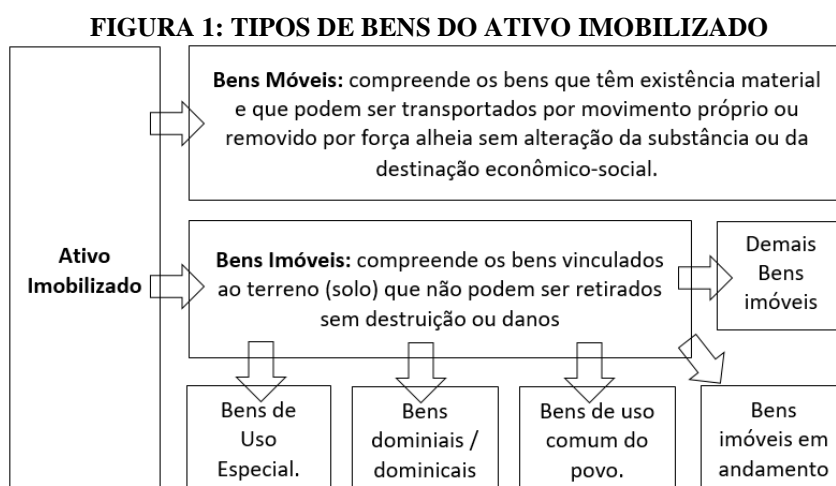 FIGURA 1: TIPOS DE BENS DO ATIVO IMOBILIZADO
Ativo
Imobilizado
Bens Móveis: compreende os bens que têm existência material
e que podem ser transportados por movimento próprio ou
removido por força alheia sem alteração da substância ou da
destinação econômico-social.
Bens Imóveis: compreende os bens vinculados
ao terreno (solo) que não podem ser retirados
sem destruição ou danos
Demais
Bens
imóveis
Bens de
Uso
Especial.
Bens
dominiais /
dominicais
Bens de uso
comum do
povo.
Bens
imóveis em
andamento